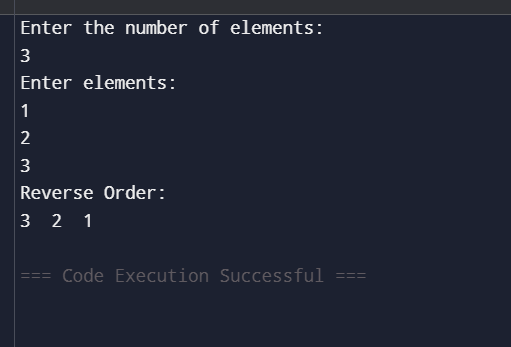 Enter the number of elements:
3
Enter elements:
1
2
3
Reverse Order:
3  2  1
=== Code Execution Successful ===